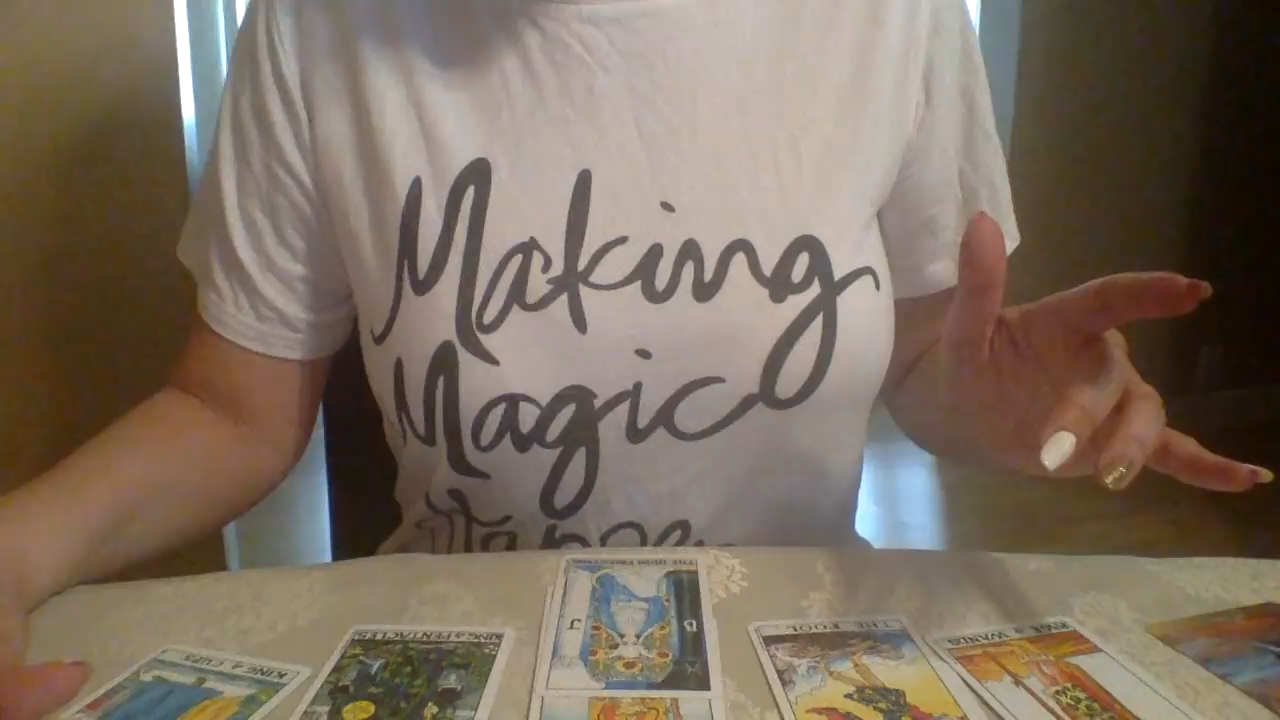 Making
Magic
KING of CUPS
KING of PENTACLES
THE HIGH PRIESTESS
B J
THE FOOL
WANDS